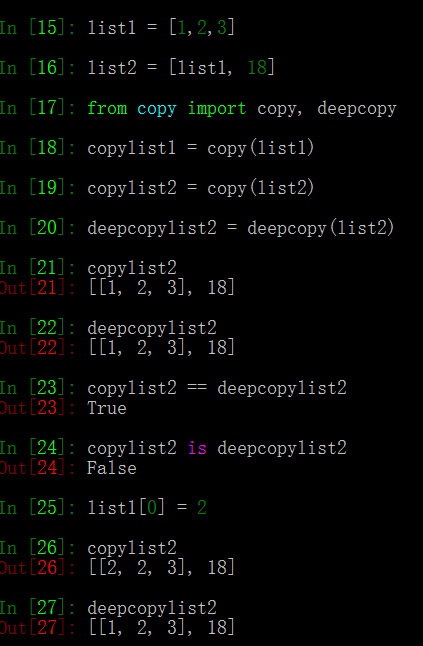 In [15]: list1 = [1,2,3]
In [16]: list2 = [list1, 18]
In [17]: from copy import copy, deepcopy
In [18]: copylist1 = copy(list1)
In [19]: copylist2 = copy(list2)
In [20]: deepcopylist2 = deepcopy(list2)
In [21]: copylist2
Out[21]: [[1, 2, 3], 18]
In [22]: deepcopylist2
Out[22]: [[1, 2, 3], 18]
In [23]: copylist2 == deepcopylist2
Out[23]: True
In [24]: copylist2 is deepcopylist2
Out[24]: False
In [25]: list1[0] = 2
In [26]: copylist2
Out[26]: [[2, 2, 3], 18]
In [27]: deepcopylist2
Out[27]: [[1, 2, 3], 18]